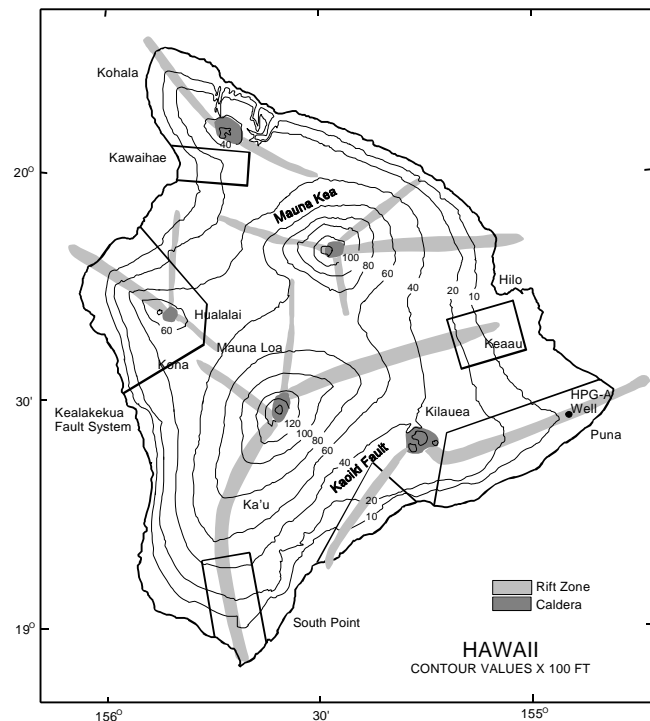 Kohala
40
Kawaihae
20°
Mauna Kea
100
80
60
40
20
10
Hilo
Hualalai
60
Keaau
Mauna Loa
Kona
30'
HPG-A
Well
Kealakekua
Fault System
Kilauea
120
100
80
60
Puna
40
Kaoiki Fault
Ka'u
20
10
Rift Zone
Caldera
South Point
19°
HAWAII
CONTOUR VALUES X 100 FT
156°
30'
155°